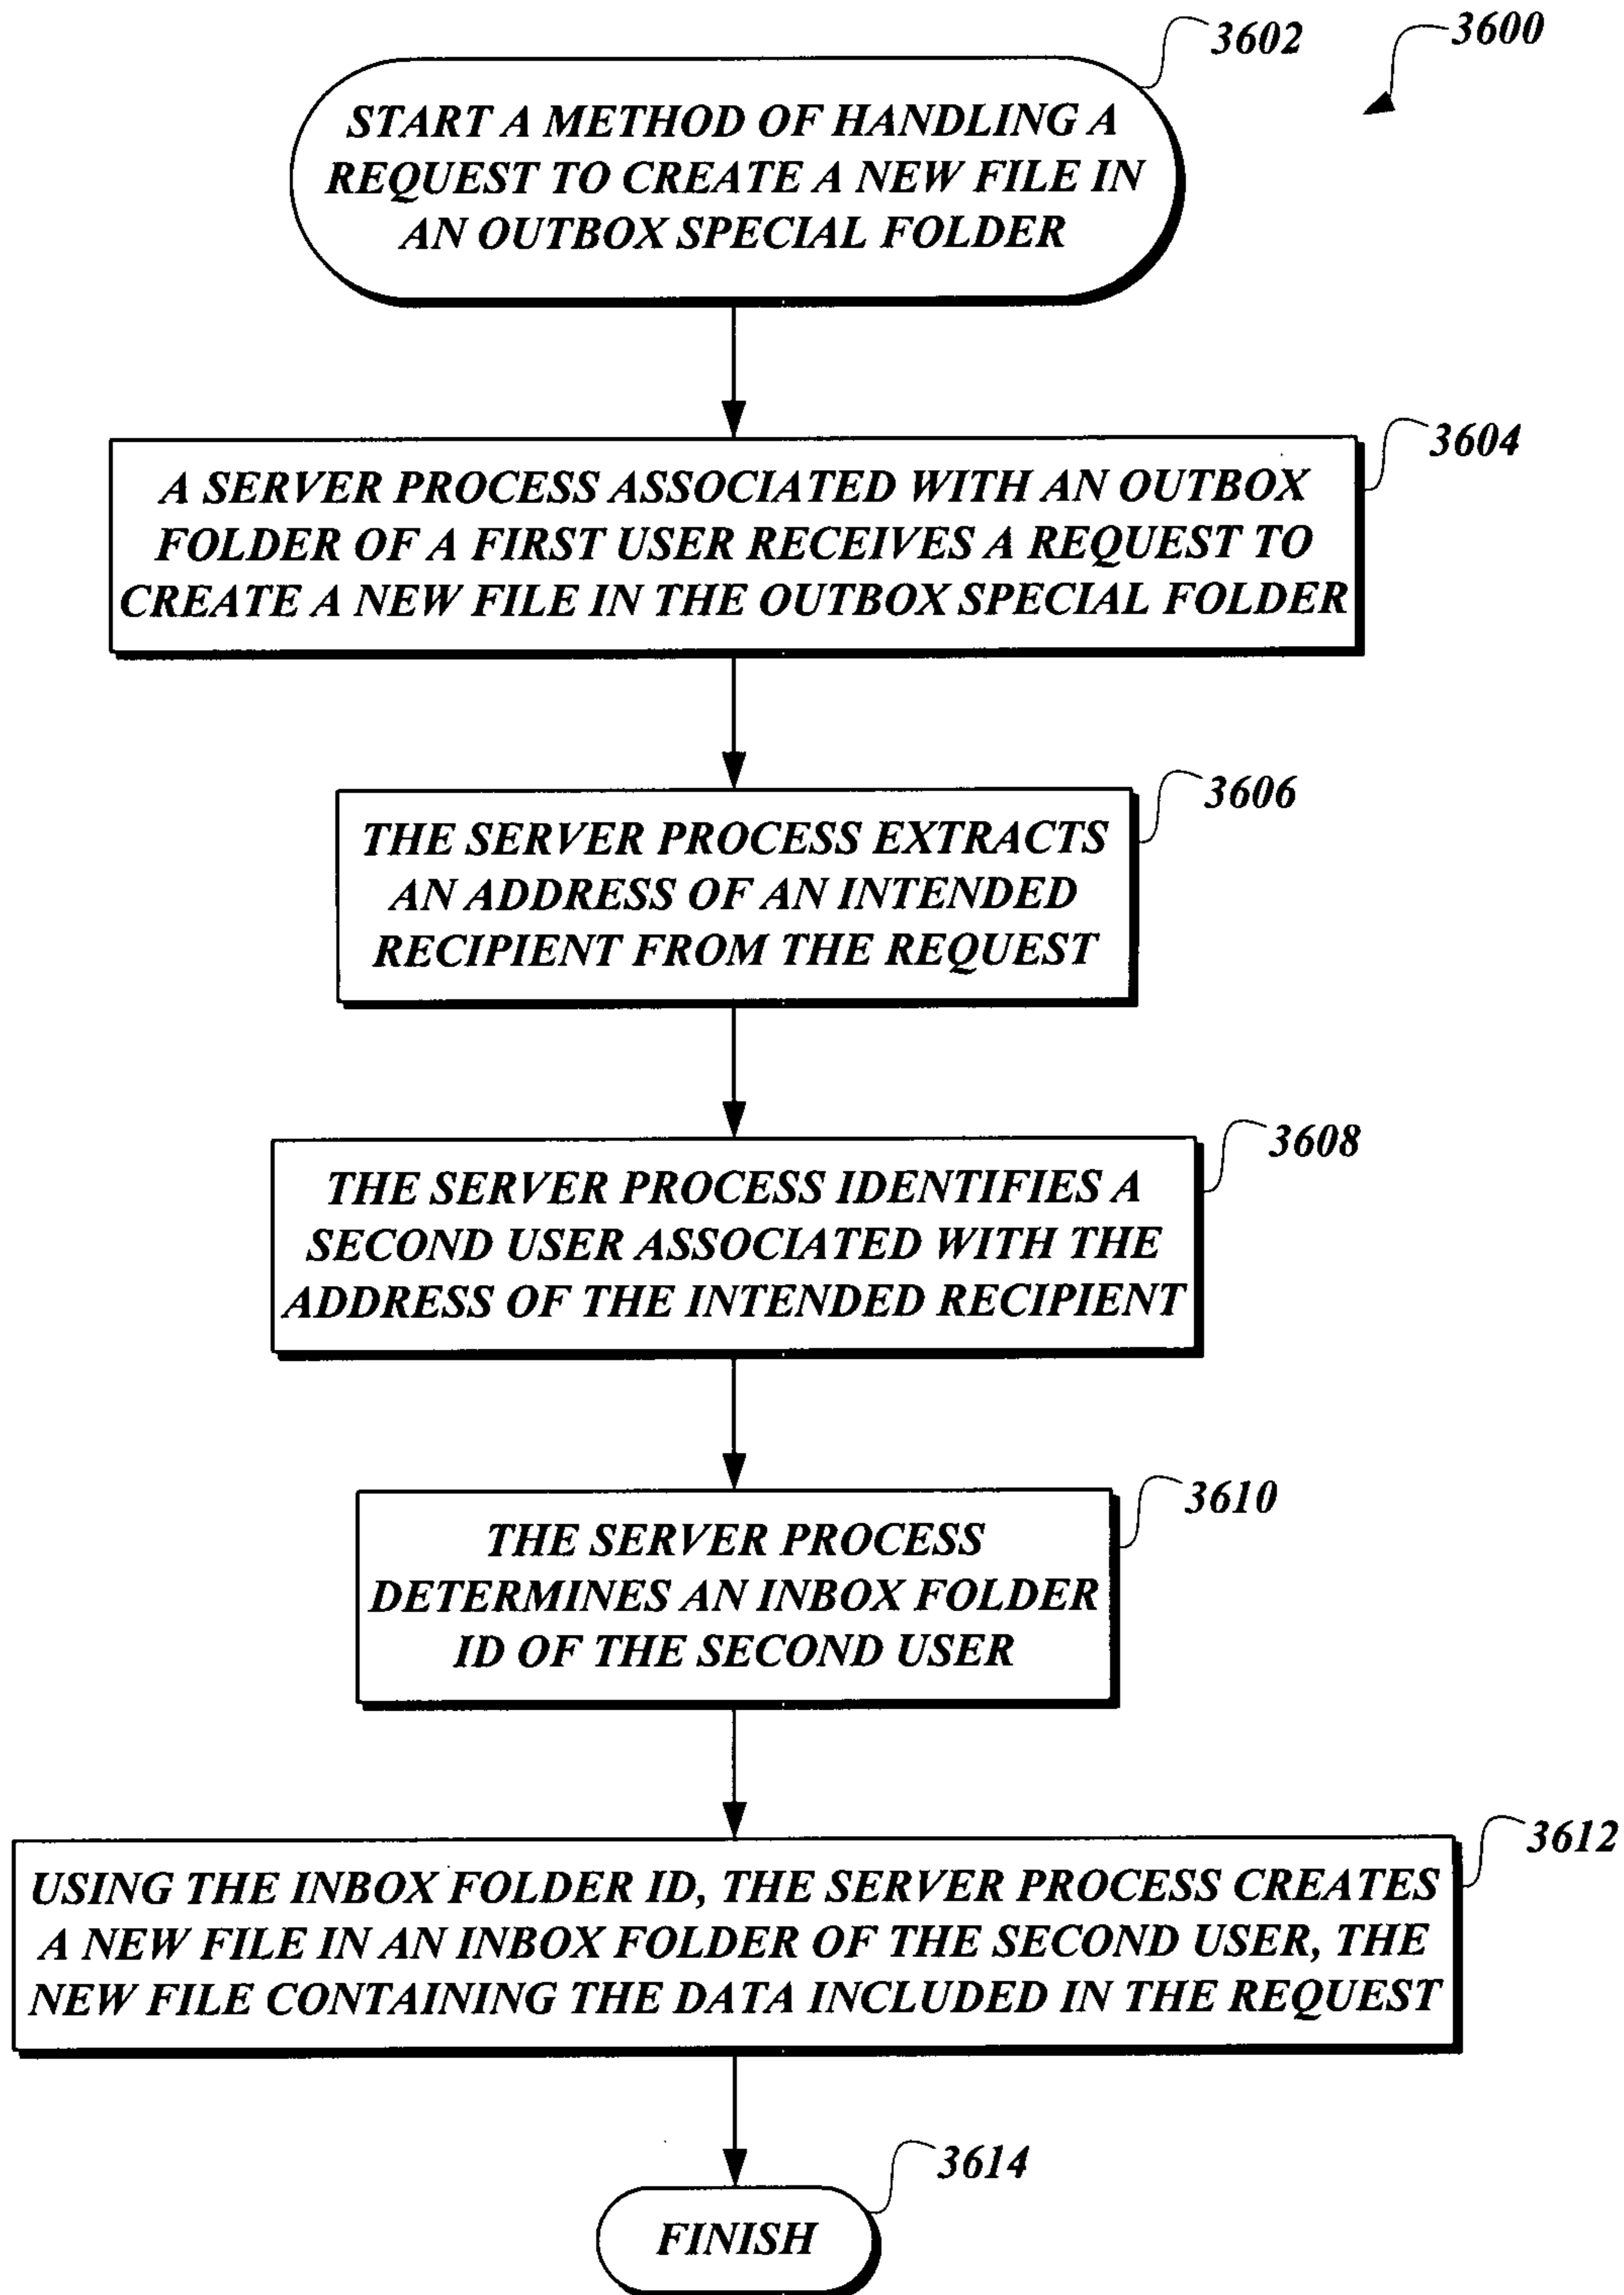 3602
3600
START A METHOD OF HANDLING A
REQUEST TO CREATE A NEW FILE IN
AN OUTBOX SPECIAL FOLDER
3604
A SERVER PROCESS ASSOCIATED WITH AN OUTBOX
FOLDER OF A FIRST USER RECEIVES A REQUEST TO
CREATE A NEW FILE IN THE OUTBOX SPECIAL FOLDER
3606
THE SERVER PROCESS EXTRACTS
AN ADDRESS OF AN INTENDED
RECIPIENT FROM THE REQUEST
3608
THE SERVER PROCESS IDENTIFIES A
SECOND USER ASSOCIATED WITH THE
ADDRESS OF THE INTENDED RECIPIENT
3610
THE SERVER PROCESS
DETERMINES AN INBOX FOLDER
ID OF THE SECOND USER
3612
USING THE INBOX FOLDER ID, THE SERVER PROCESS CREATES
A NEW FILE IN AN INBOX FOLDER OF THE SECOND USER, THE
NEW FILE CONTAINING THE DATA INCLUDED IN THE REQUEST
3614
FINISH